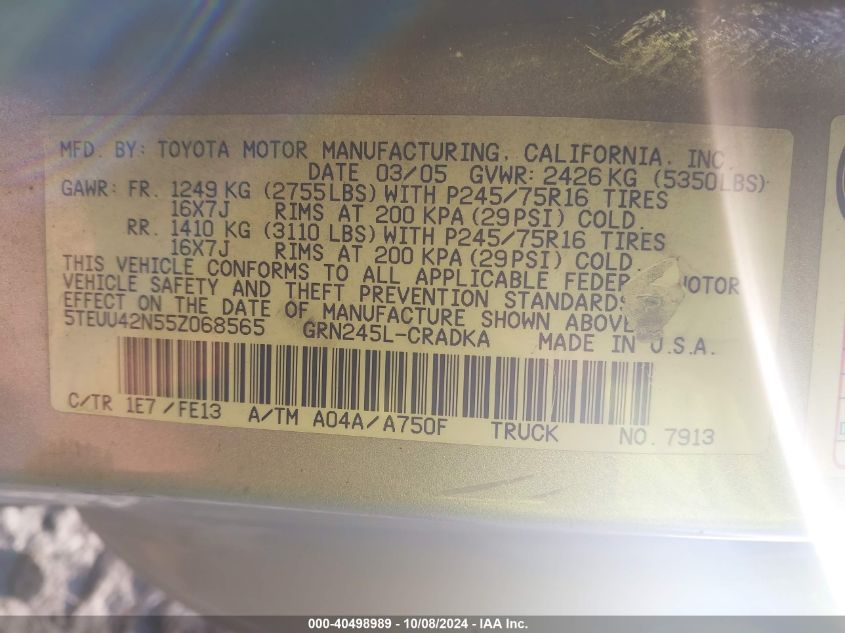 MFD. BY: TOYOTA MOTOR MANUFACTURING, CALIFORNIA, INC.
DATE 03/05 GVWR: 2426 KG (5350LBS)
GAWR: FR. 1249 KG (2755LBS) WITH P245/75R16 TIRES
16X7J RIMS AT 200 KPA (29PSI) COLD.
RR. 1410 KG (3110 LBS) WITH P245/75R16 TIRES
16X7J RIMS AT 200 KPA (29PSI) COLD
THIS VEHICLE CONFORMS TO ALL APPLICABLE MOTOR
VEHICLE SAFETY AND THEFT PREVENTION STANDARDS
EFFECT ON THE DATE OF MANUFACTURE SHOWN ABOVE
5TEUU42N55Z068565 GRN245L-CRADKA MADE IN U.S.A.
C/TR 1E7/FE13 A/TM A04A/A750F TRUCK NO. 7913
000-40498989 - 10/08/2024 - IAA Inc.